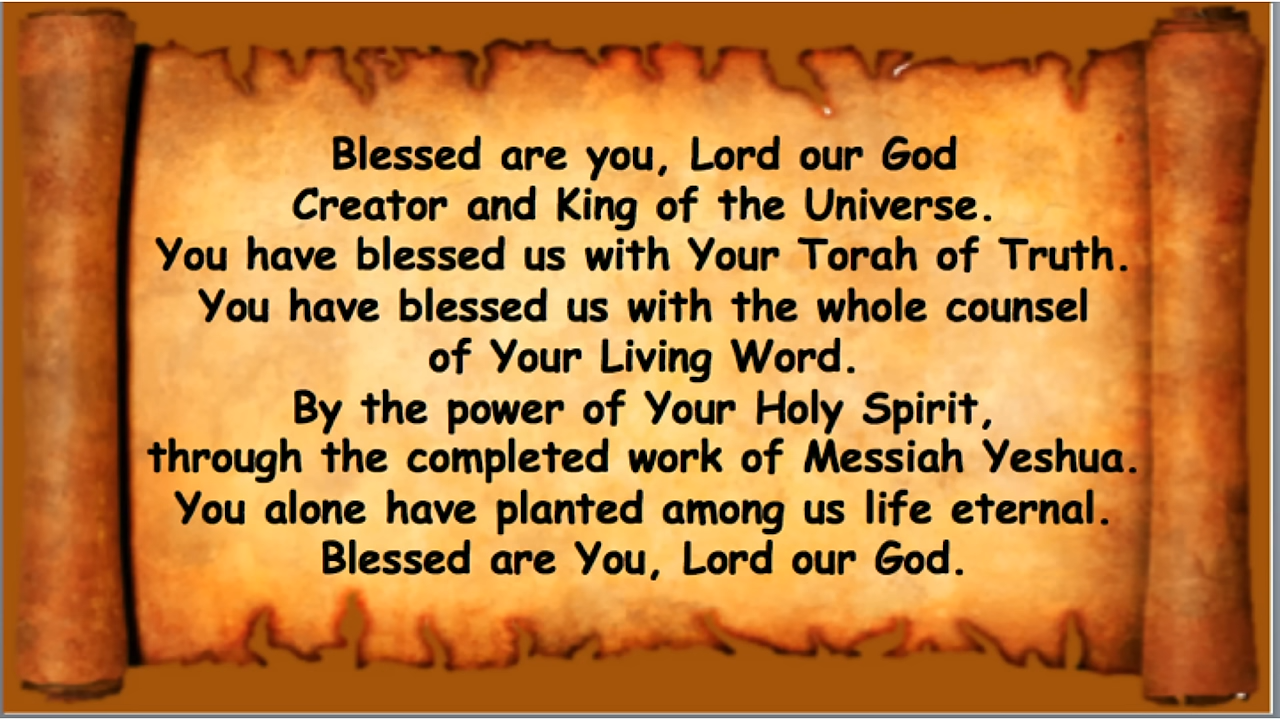 Blessed are you, Lord our God
Creator and King of the Universe.
You have blessed us with Your Torah of Truth.
You have blessed us with the whole counsel
of Your Living Word.
By the power of Your Holy Spirit,
through the completed work of Messiah Yeshua.
You alone have planted among us life eternal.
Blessed are You, Lord our God.